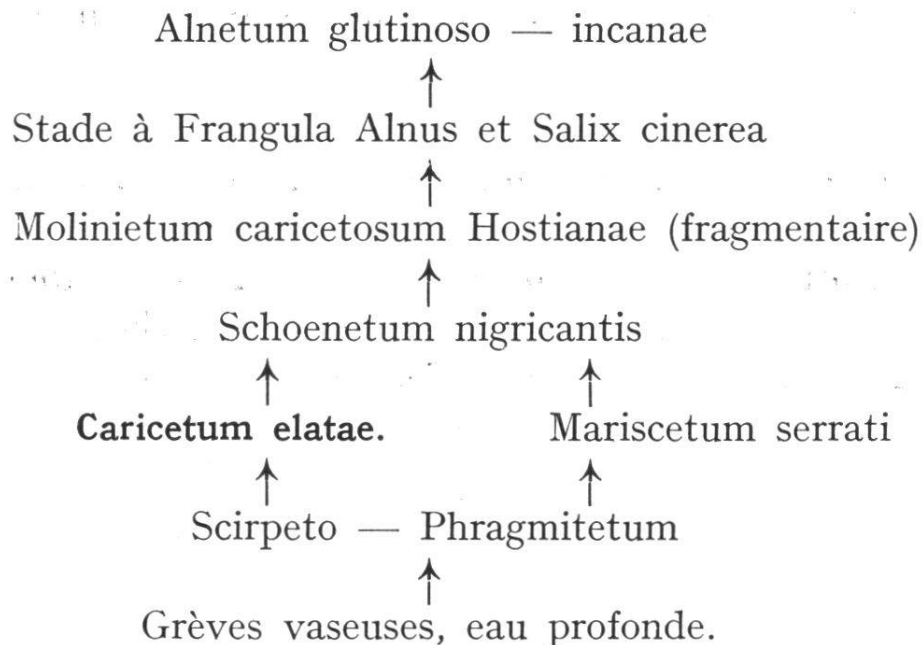 Alnetum glutinoso — incanae
Stade à Frangula Alnus et Salix cinerea
Molinietum caricetosum Hostianae (fragmentaire)
Schoenetum nigricantis
Caricetum elatae. Mariscetum serrati
Scirpeto — Phragmitetum
Grèves vaseuses, eau profonde.